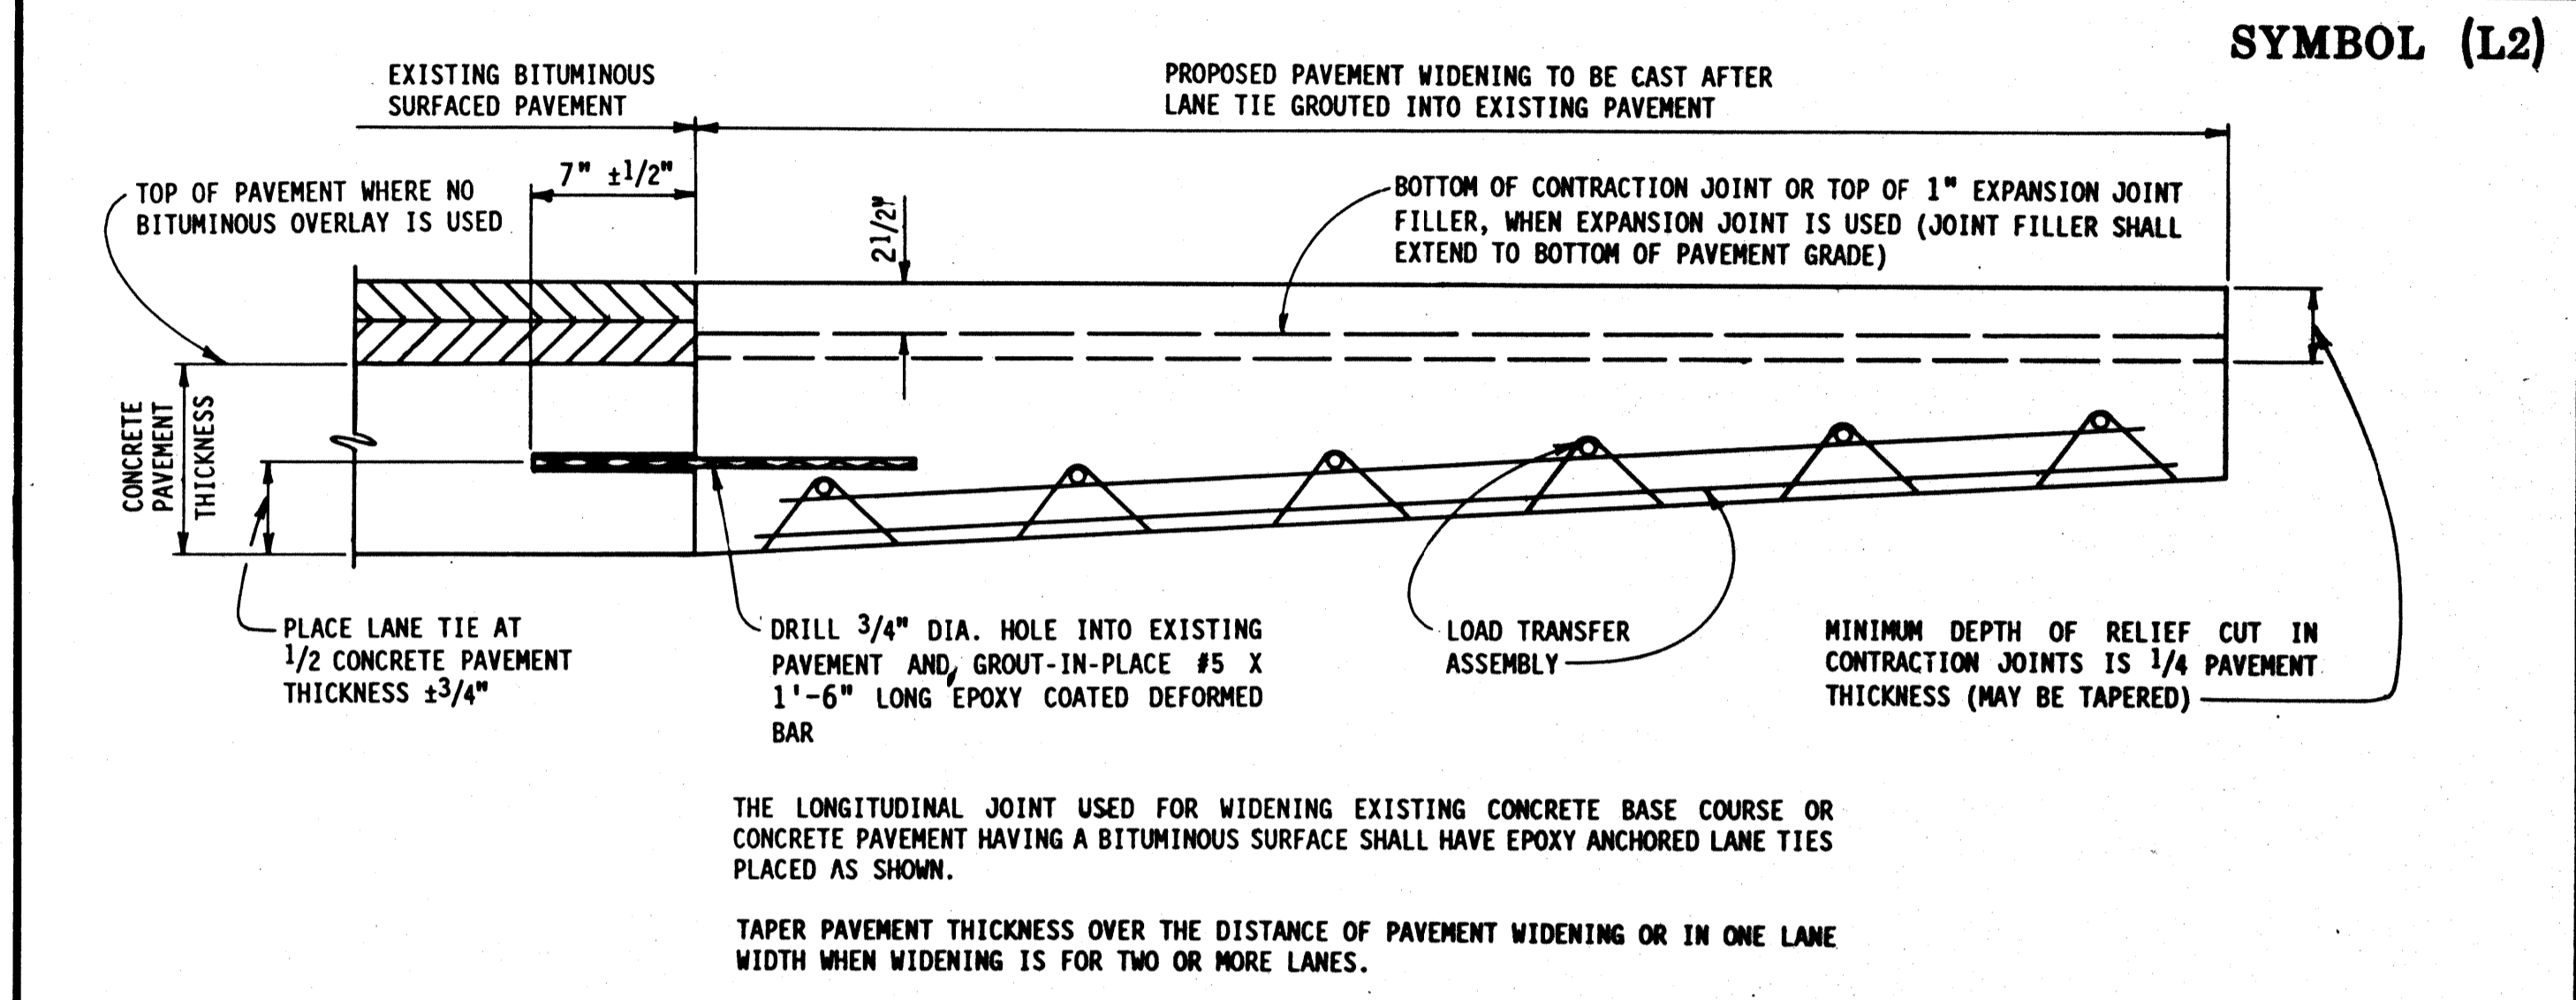 SYMBOL (L2)
EXISTING BITUMINOUS
SURFACED PAVEMENT
PROPOSED PAVEMENT WIDENING TO BE CAST AFTER
LANE TIE GROUTED INTO EXISTING PAVEMENT
7" ±1/2"
TOP OF PAVEMENT WHERE NO
BITUMINOUS OVERLAY IS USED
2 1/2"
BOTTOM OF CONTRACTION JOINT OR TOP OF 1" EXPANSION JOINT
FILLER, WHEN EXPANSION JOINT IS USED (JOINT FILLER SHALL
EXTEND TO BOTTOM OF PAVEMENT GRADE)
CONCRETE
PAVEMENT
THICKNESS
PLACE LANE TIE AT
1/2 CONCRETE PAVEMENT
THICKNESS ±3/4"
DRILL 3/4" DIA. HOLE INTO EXISTING
PAVEMENT AND, GROUT-IN-PLACE #5 X
1'-6" LONG EPOXY COATED DEFORMED
BAR
LOAD TRANSFER
ASSEMBLY
MINIMUM DEPTH OF RELIEF CUT IN
CONTRACTION JOINTS IS 1/4 PAVEMENT
THICKNESS (MAY BE TAPERED)
THE LONGITUDINAL JOINT USED FOR WIDENING EXISTING CONCRETE BASE COURSE OR
CONCRETE PAVEMENT HAVING A BITUMINOUS SURFACE SHALL HAVE EPOXY ANCHORED LANE TIES
PLACED AS SHOWN.
TAPER PAVEMENT THICKNESS OVER THE DISTANCE OF PAVEMENT WIDENING OR IN ONE LANE
WIDTH WHEN WIDENING IS FOR TWO OR MORE LANES.